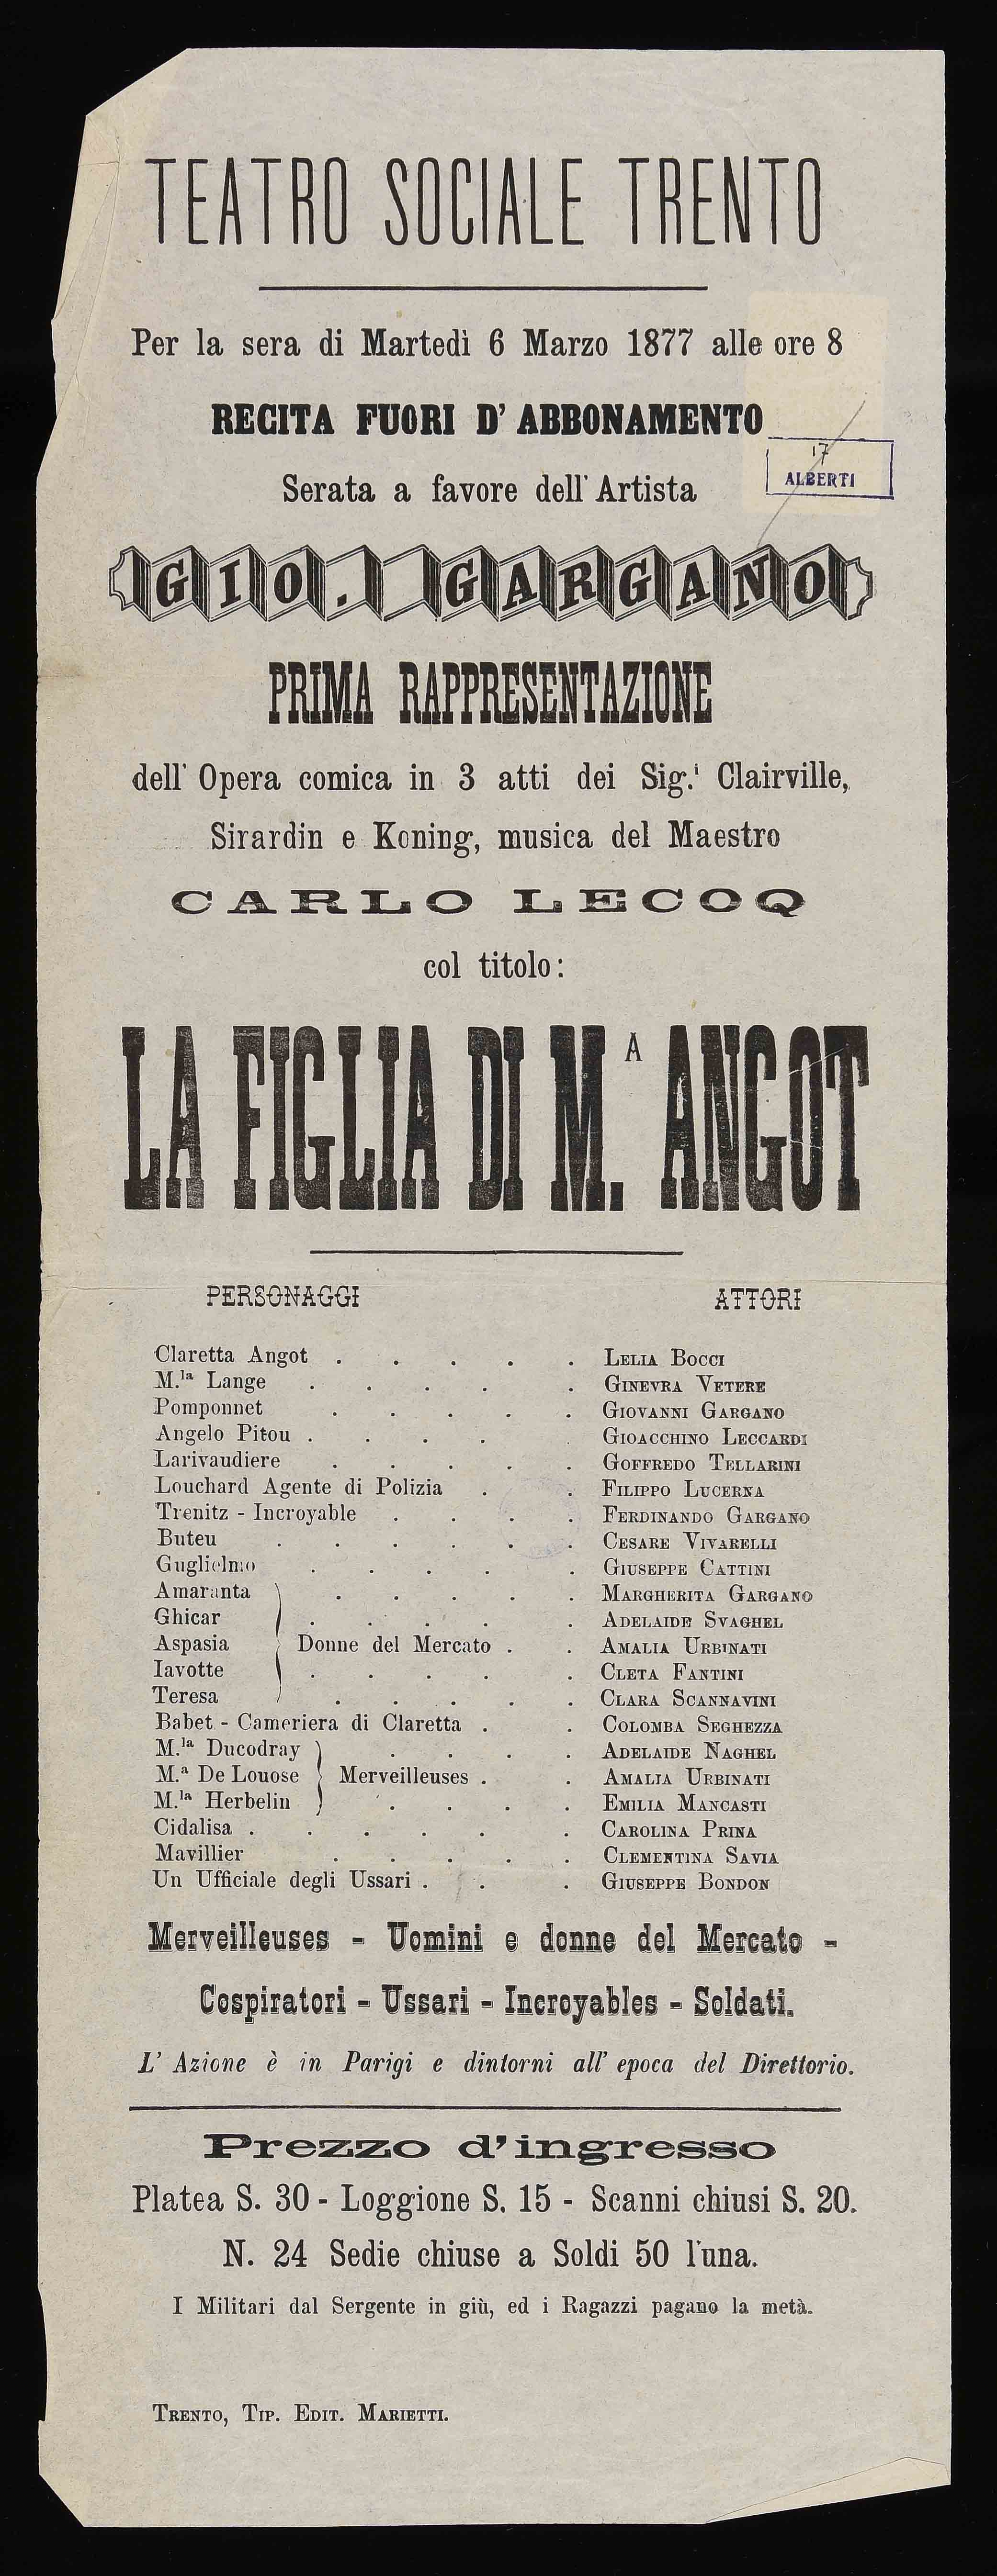 TEATRO SOCIALE TRENTO
Per la sera di Martedì 6 Marzo 1877 alle ore 8
RECITA FUORI D' ABBONAMENTO
17
ALBERTI
Serata a favore dell' Artista
GIO. GARGANO
PRIMA RAPPRESENTAZIONE
dell' Opera comica in 3 atti dei Sig.i Clairville,
Sirardin e Koning, musica del Maestro
CARLO LECOQ
col titolo:
LA FIGLIA DI M.A ANGOT
PERSONAGGI ATTORI
Claretta Angot . . . . . LELIA BOCCI
M.la Lange . . . . . GINEVRA VETERE
Pomponnet . . . . . GIOVANNI GARGANO
Angelo Pitou . . . . . GIOACCHINO LECCARDI
Larivaudiere . . . . . GOFFREDO TELLARINI
Louchard Agente di Polizia . . FILIPPO LUCERNA
Trenitz - Incroyable . . . . FERDINANDO GARGANO
Buteu . . . . . . CESARE VIVARELLI
Guglielmo . . . . . GIUSEPPE CATTINI
Amaranta . . . . . MARGHERITA GARGANO
Ghicar . . . . . ADELAIDE SVAGHEL
Aspasia Donne del Mercato . . AMALIA URBINATI
Iavotte . . . . . CLETA FANTINI
Teresa . . . . . CLARA SCANNAVINI
Babet - Cameriera di Claretta . . COLOMBA SEGHEZZA
M.la Ducodray . . . . ADELAIDE NAGHEL
M.a De Louose Merveilleuses . . AMALIA URBINATI
M.la Herbelin . . . . EMILIA MANCASTI
Cidalisa . . . . . . CAROLINA PRINA
Mavillier . . . . . CLEMENTINA SAVIA
Un Ufficiale degli Ussari . . . GIUSEPPE BONDON
Merveilleuses - Uomini e donne del Mercato -
Cospiratori - Ussari - Incroyables - Soldati.
L' Azione è in Parigi e dintorni all' epoca del Direttorio.
Prezzo d'ingresso
Platea S. 30 - Loggione S. 15 - Scanni chiusi S. 20.
N. 24 Sedie chiuse a Soldi 50 l'una.
I Militari dal Sergente in giù, ed i Ragazzi pagano la metà.
TRENTO, TIP. EDIT. MARIETTI.